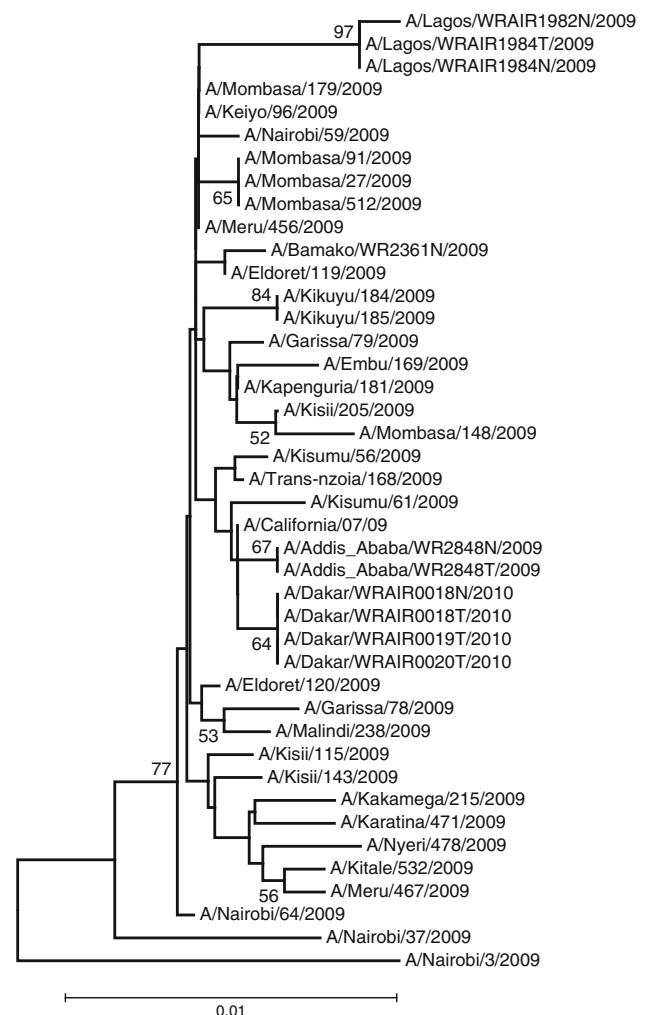 A/Lagos/WRAIR1982N/2009
97
A/Lagos/WRAIR1984T/2009
A/Lagos/WRAIR1984N/2009
A/Mombasa/179/2009
A/Keiyo/96/2009
A/Nairobi/59/2009
A/Mombasa/91/2009
A/Mombasa/27/2009
65
A/Mombasa/512/2009
A/Meru/456/2009
A/Bamako/WR2361N/2009
A/Eldoret/119/2009
84
A/Kikuyu/184/2009
A/Kikuyu/185/2009
A/Garissa/79/2009
A/Embu/169/2009
A/Kapenguria/181/2009
A/Kisii/205/2009
52
A/Mombasa/148/2009
A/Kisumu/56/2009
A/Trans-nzoia/168/2009
A/Kisumu/61/2009
A/California/07/09
67
A/Addis_Ababa/WR2848N/2009
A/Addis_Ababa/WR2848T/2009
A/Dakar/WRAIR0018N/2010
A/Dakar/WRAIR0018T/2010
64
A/Dakar/WRAIR0019T/2010
A/Dakar/WRAIR0020T/2010
A/Eldoret/120/2009
A/Garissa/78/2009
53
A/Malindi/238/2009
A/Kisii/115/2009
77
A/Kisii/143/2009
A/Kakamega/215/2009
A/Karatina/471/2009
A/Nyeri/478/2009
A/Kitale/532/2009
56
A/Meru/467/2009
A/Nairobi/64/2009
A/Nairobi/37/2009
A/Nairobi/3/2009
0.01